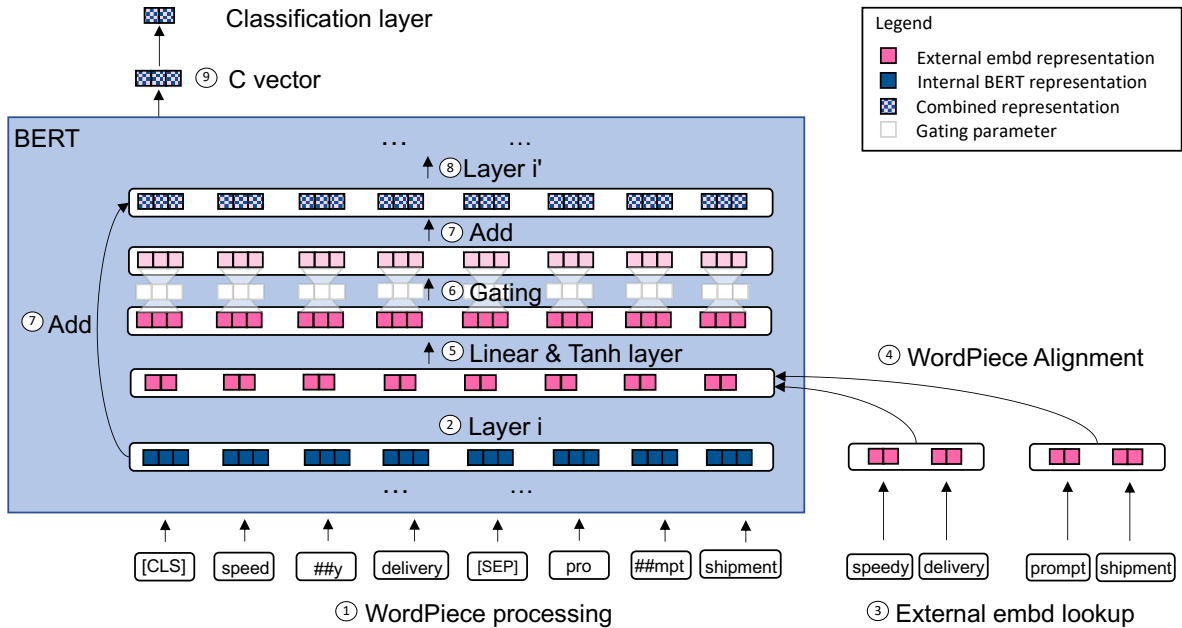 Classification layer
⑨ C vector
Legend
External embd representation
Internal BERT representation
Combined representation
Gating parameter
BERT
... ...
⑧ Layer i'
⑦ Add
⑥ Gating
⑦ Add
⑤ Linear & Tanh layer
④ WordPiece Alignment
② Layer i
... ...
[CLS] speed ##y delivery [SEP] pro ##mpt shipment
speedy delivery prompt shipment
① WordPiece processing
③ External embd lookup